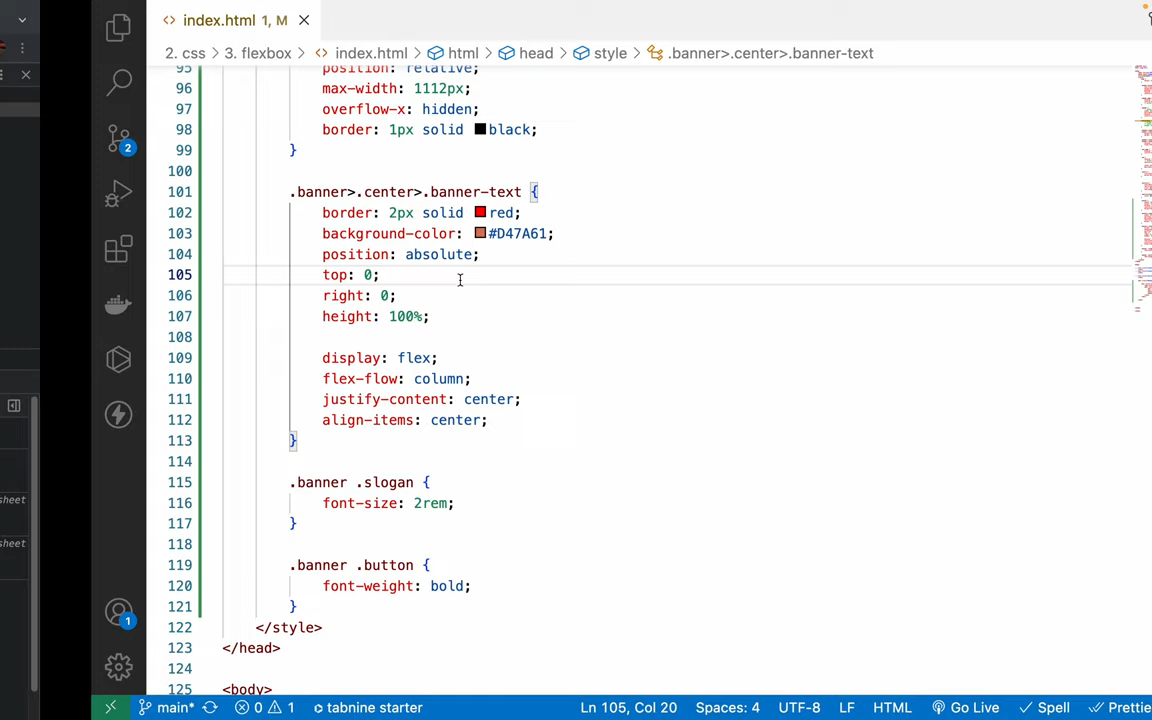 index.html 1, M
2. css > 3. flexbox > index.html > html > head > style > .banner>.center>.banner-text
95 position: relative;
96 max-width: 1112px;
97 overflow-x: hidden;
98 border: 1px solid black;
99 }
100
101 .banner>.center>.banner-text {
102 border: 2px solid red;
103 background-color: #D47A61;
104 position: absolute;
105 top: 0;
106 right: 0;
107 height: 100%;
108
109 display: flex;
110 flex-flow: column;
111 justify-content: center;
112 align-items: center;
113 }
114
115 .banner .slogan {
116 font-size: 2rem;
117 }
118
119 .banner .button {
120 font-weight: bold;
121 }
122 </style>
123 </head>
124
125 <body>
2
sheet
sheet
1
main* 0 1 tabnine starter Ln 105, Col 20 Spaces: 4 UTF-8 LF HTML Go Live Spell Prettie